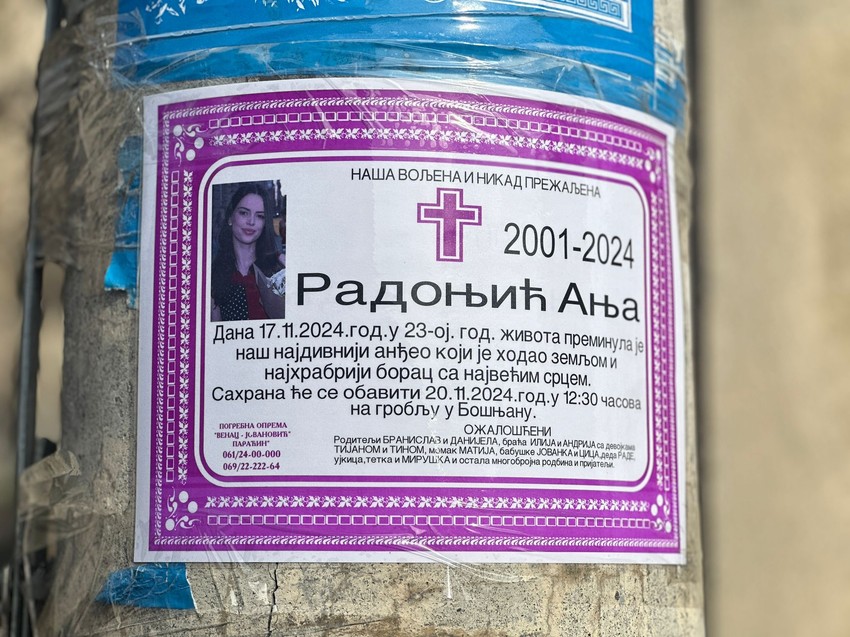 НАША ВОЉЕНА И НИКАД ПРЕЖАЉЕНА
2001-2024
Радоњић Ања
Дана 17.11.2024.год.у 23-ој. год. живота преминула је
наш најдивнији анђео који је ходао земљом и
најхрабрији борац са највећим срцем.
Сахрана ће се обавити 20.11.2024.год.у 12:30 часова
на гробљу у Бошњану.
ОЖАЛОШЋЕНИ
Родитељи БРАНИСЛАВ и ДАНИЈЕЛА, браћа ИЛИЈА и АНДРИЈА са девојкама
ТИЈАНОМ и ТИНОМ, момак МАТИЈА, бабушке ЈОВАНКА и ЦИЦА,деда РАДЕ,
ујкица,тетка и МИРУШКА и остала многобројна родбина и пријатељи.
ПОГРЕБНА ОПРЕМА
"ВЕНАЦ - ЈОВАНОВИЋ"
ПАРАЋИН"
061/24-00-000
069/22-222-64